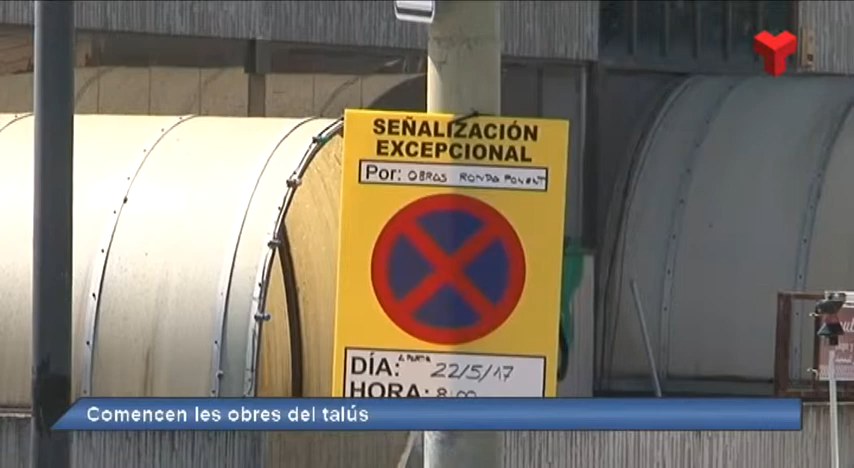 SEÑALIZACIÓN
EXCEPCIONAL
Por: OBRAS RONDA PONENT
A PARTIR
DÍA: 22/5/17
HORA: 8:00
Comencen les obres del talús